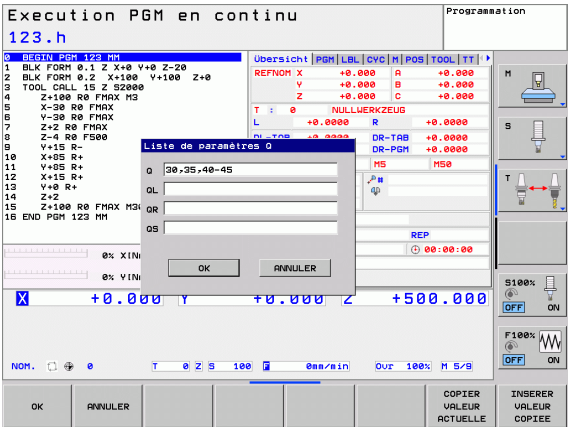 Execution PGM en continu
Programmation
123.h
0 BEGIN PGM 123 MM
1 BLK FORM 0.1 Z X+0 Y+0 Z-20
2 BLK FORM 0.2 X+100 Y+100 Z+0
3 TOOL CALL 15 Z S2000
4 Z+100 R0 FMAX M3
5 X-30 R0 FMAX
6 Y-30 R0 FMAX
7 Z+2 R0 FMAX
8 Z-4 R0 F500
9 Y+15 R-
10 X+85 R+
11 Y+85 R+
12 X+15 R+
13 Y+0 R+
14 Z+2
15 Z+100 R0 FMAX M30
16 END PGM 123 MM
Übersicht PGM LBL CYC M POS TOOL TT
REFNOM X +0.000 A +0.000
Y +0.000 B +0.000
Z +0.000 C +0.000
T : 0 NULLWERKZEUG
L +0.0000 R +0.0000
DL-TAB +0.0000 DR-TAB +0.0000
DR-PGM +0.0000
M5 M50
REP
00:00:00
Liste de paramètres Q
Q 30,35,40-45
QL
QR
QS
OK ANNULER
0% X[Nm
0% Y[Nm
X +0.000 Y +0.000 Z +500.000
NOM. 0 T 0 Z S 100 F 0mm/min Ovr 100% M 5/9
M
S
T
S100%
OFF ON
F100%
OFF ON
OK
ANNULER
COPIER
VALEUR
ACTUELLE
INSERER
VALEUR
COPIEE